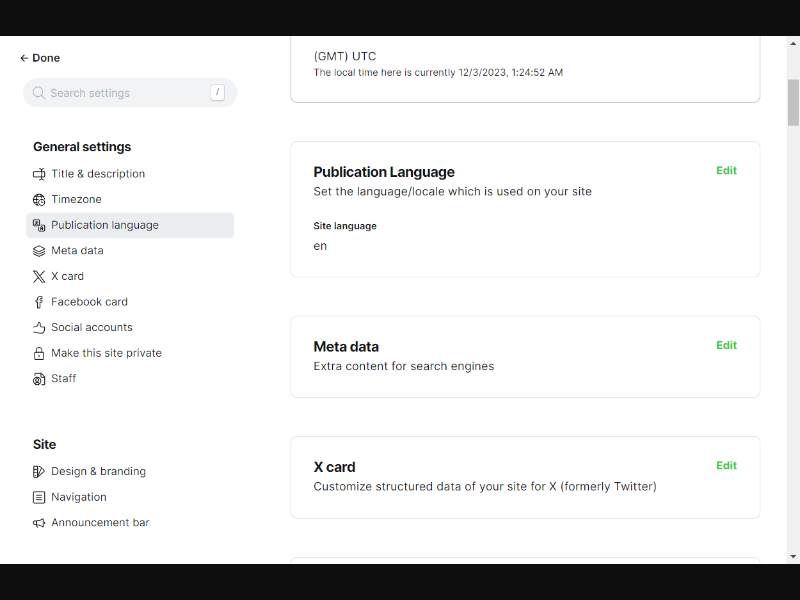 Done
Search settings
/
General settings
Title & description
Timezone
Publication language
Meta data
X card
Facebook card
Social accounts
Make this site private
Staff
Site
Design & branding
Navigation
Announcement bar
(GMT) UTC
The local time here is currently 12/3/2023, 1:24:52 AM
Publication Language
Edit
Set the language/locale which is used on your site
Site language
en
Meta data
Edit
Extra content for search engines
X card
Edit
Customize structured data of your site for X (formerly Twitter)